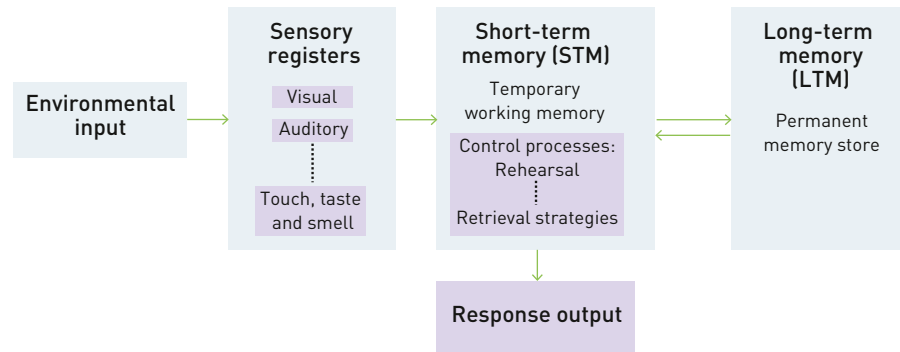 Environmental
input
Sensory
registers
Visual
Auditory
Touch, taste
and smell
Short-term
memory (STM)
Temporary
working memory
Control processes:
Rehearsal
Retrieval strategies
Long-term
memory
(LTM)
Permanent
memory store
Response output